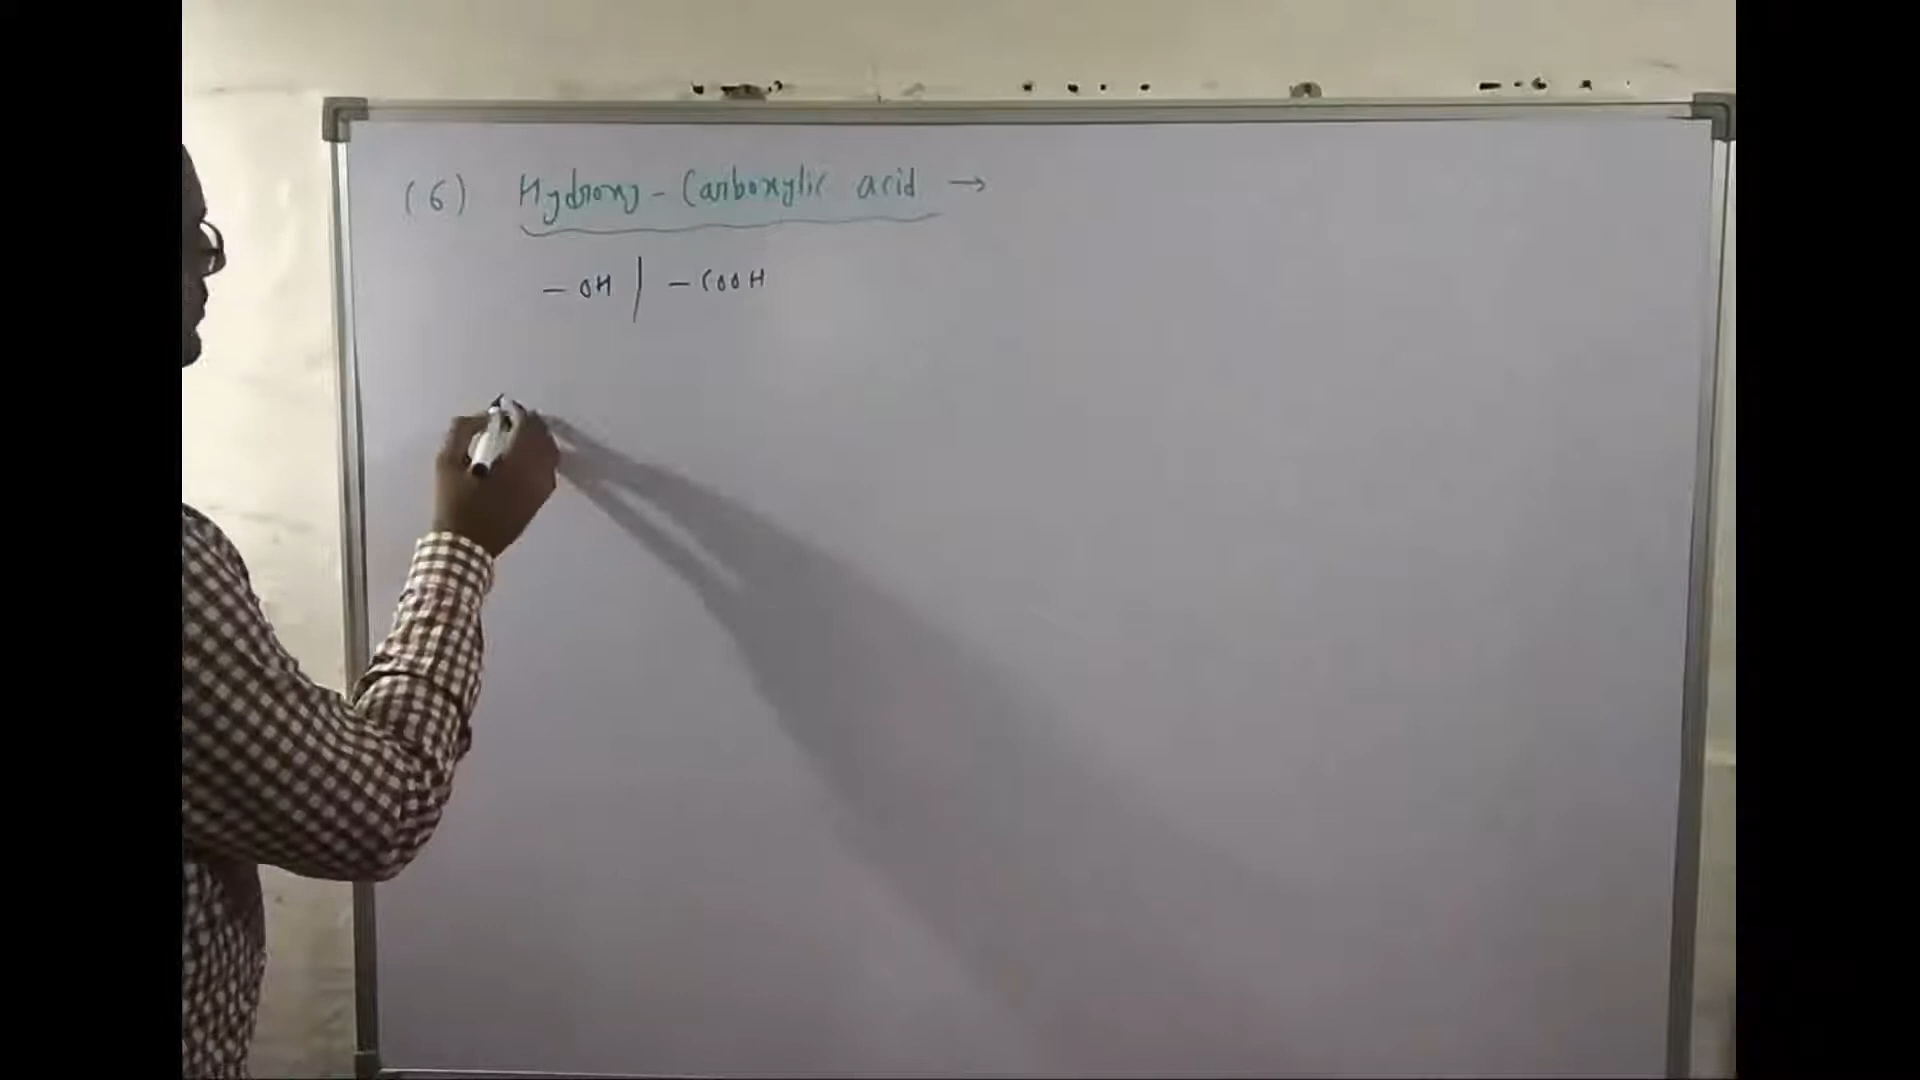 (6) Hydroxy - Carboxylic acid →
- OH | - COOH